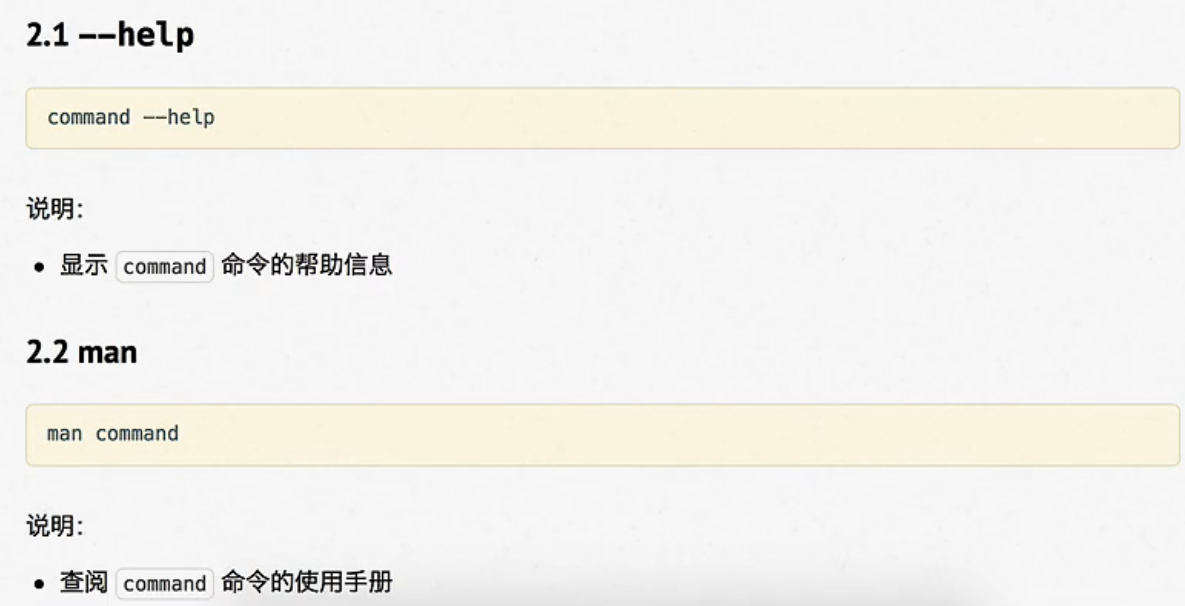 2.1 --help
command --help
说明：
• 显示 command 命令的帮助信息
2.2 man
man command
说明：
• 查阅 command 命令的使用手册